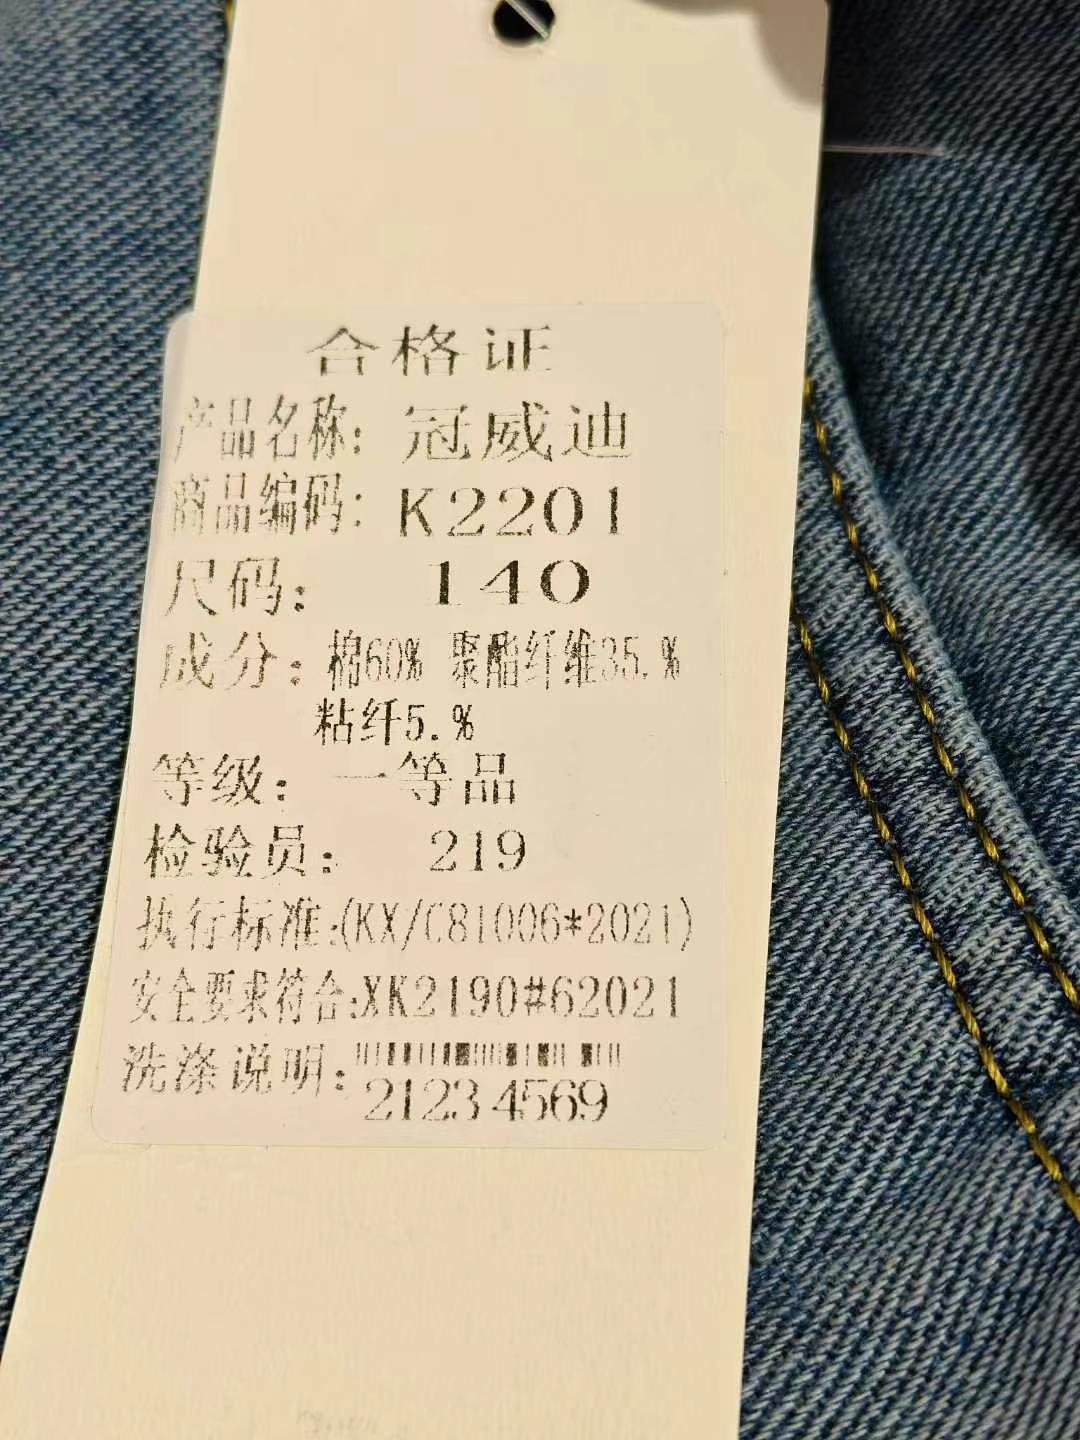 合格证
产品名称: 冠威迪
商品编码: K2201
尺码: 140
成分: 棉60% 聚酯纤维35.%
粘纤5.%
等级: 一等品
检验员: 219
执行标准:(KX/C81006*2021)
安全要求符合:XK2190#62021
洗涤说明:
21234569